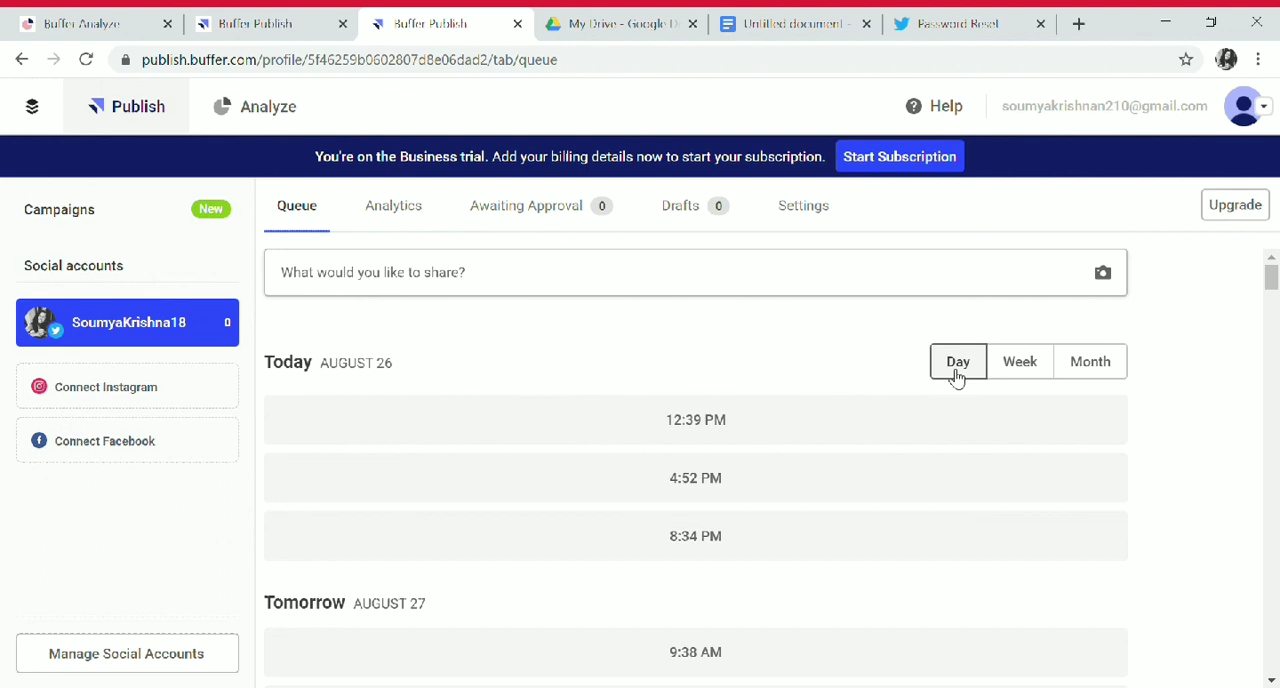 Buffer Analyze
Buffer Publish
Buffer Publish
My Drive - Google D
Untitled document -
Password Reset
publish.buffer.com/profile/5f46259b0602807d8e06dad2/tab/queue
Publish
Analyze
Help
soumyakrishnan210@gmail.com
You're on the Business trial. Add your billing details now to start your subscription.
Start Subscription
Campaigns
New
Queue
Analytics
Awaiting Approval 0
Drafts 0
Settings
Upgrade
Social accounts
What would you like to share?
SoumyaKrishna18 0
Connect Instagram
Connect Facebook
Manage Social Accounts
Today AUGUST 26
Day
Week
Month
12:39 PM
4:52 PM
8:34 PM
Tomorrow AUGUST 27
9:38 AM